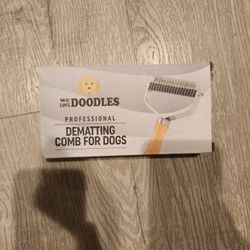 WE LOVE DOODLES
PROFESSIONAL
DEMATTING
COMB FOR DOGS